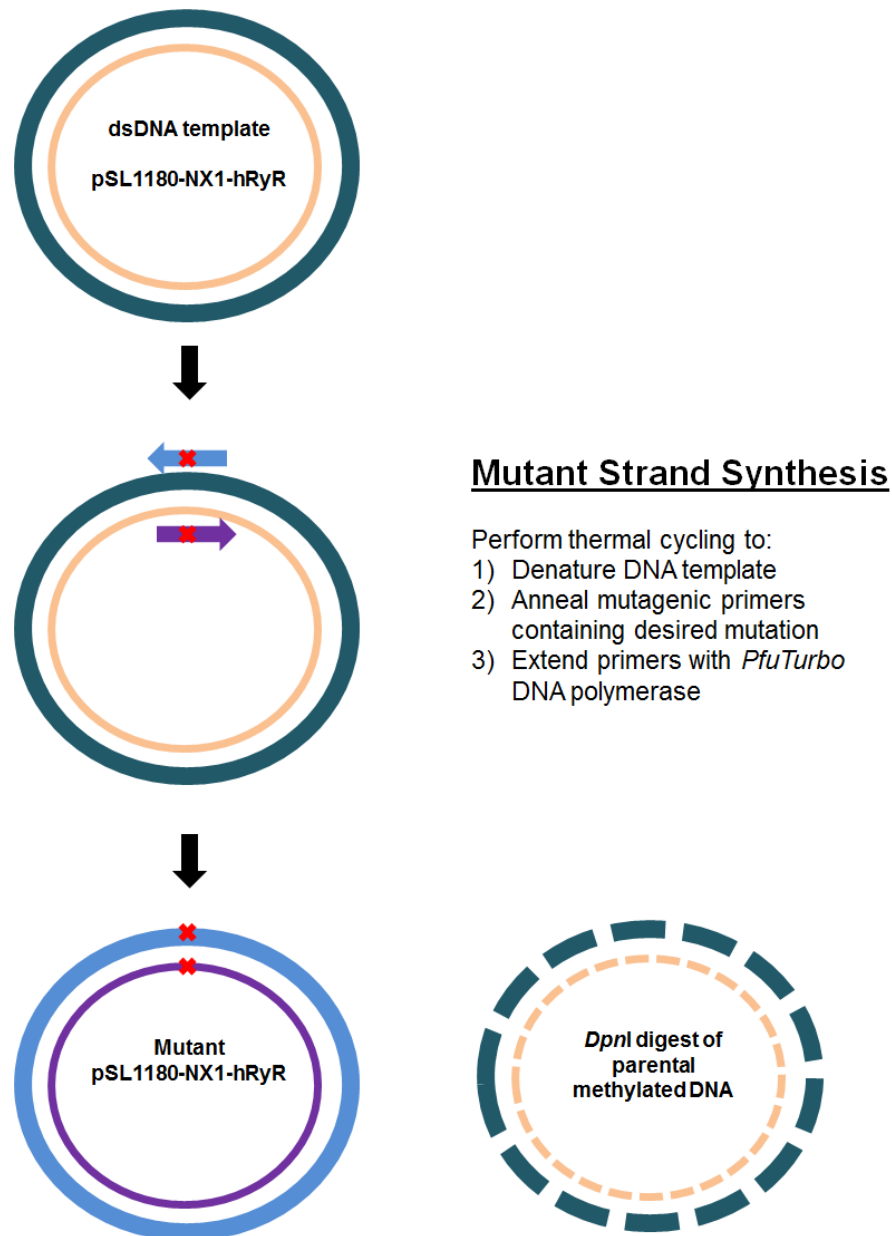 dsDNA template
pSL1180-NX1-hRyR
Mutant Strand Synthesis
Perform thermal cycling to:
1) Denature DNA template
2) Anneal mutagenic primers
containing desired mutation
3) Extend primers with PfuTurbo
DNA polymerase
Mutant
pSL1180-NX1-hRyR
DpnI digest of
parental
methylated DNA